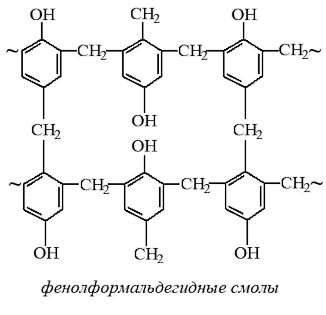 OH CH₂ OH
~ CH₂ CH₂ CH₂~
OH
CH₂ CH₂
OH
~ CH₂ CH₂ CH₂~
OH CH₂ OH
фенолформальдегидные смолы